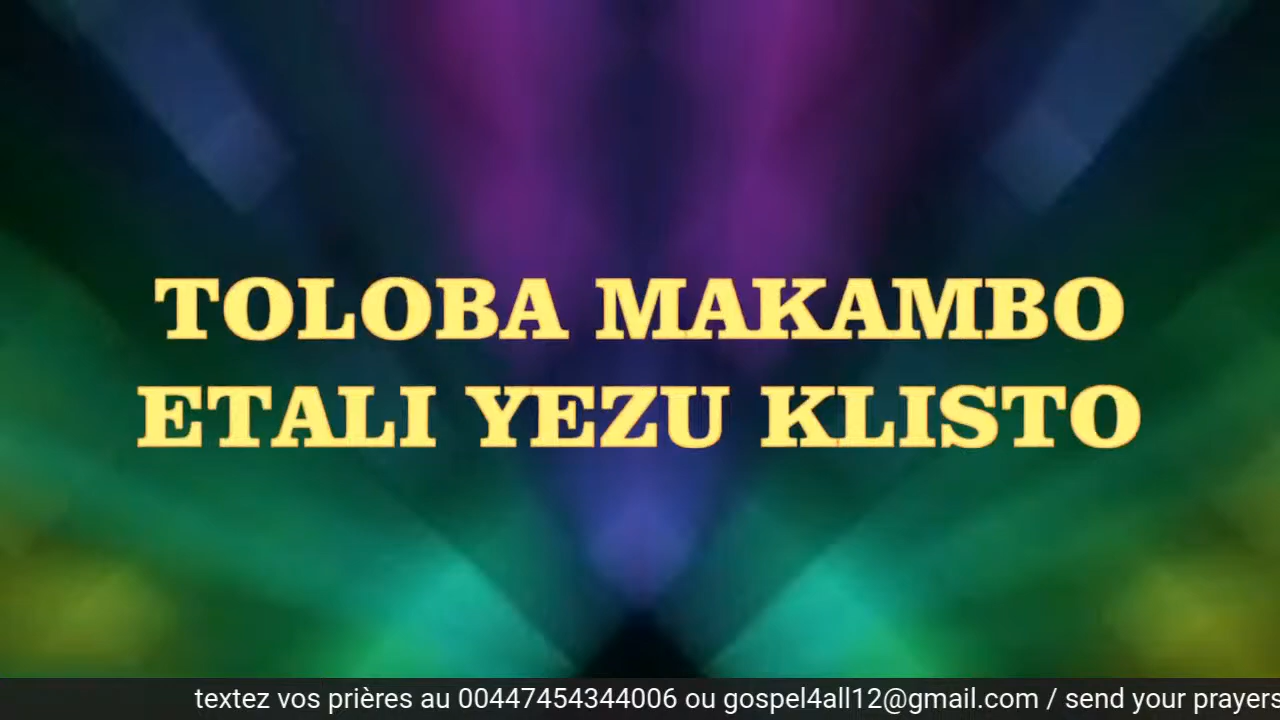 TOLOBA MAKAMBO
ETALI YEZU KLISTO
textez vos prières au 00447454344006 ou gospel4all12@gmail.com / send your prayers